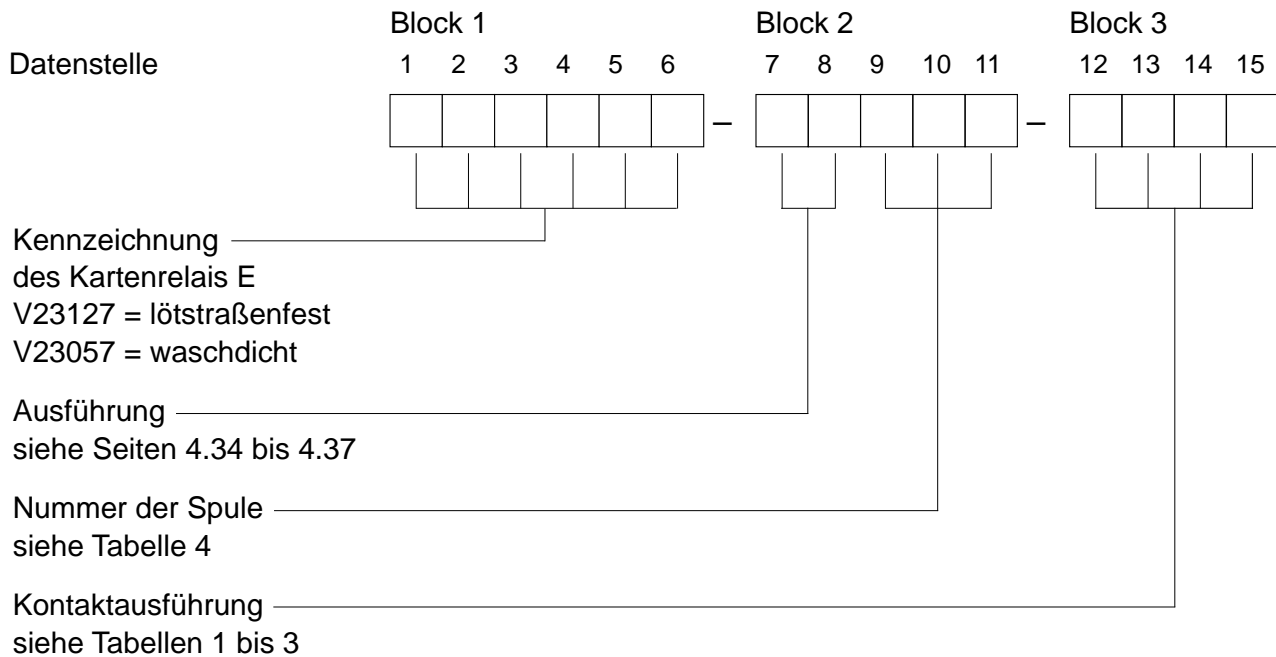 Block 1 Block 2 Block 3
Datenstelle 1 2 3 4 5 6 7 8 9 10 11 12 13 14 15
– –
Kennzeichnung
des Kartenrelais E
V23127 = lötstraßenfest
V23057 = waschdicht
Ausführung
siehe Seiten 4.34 bis 4.37
Nummer der Spule
siehe Tabelle 4
Kontaktausführung
siehe Tabellen 1 bis 3